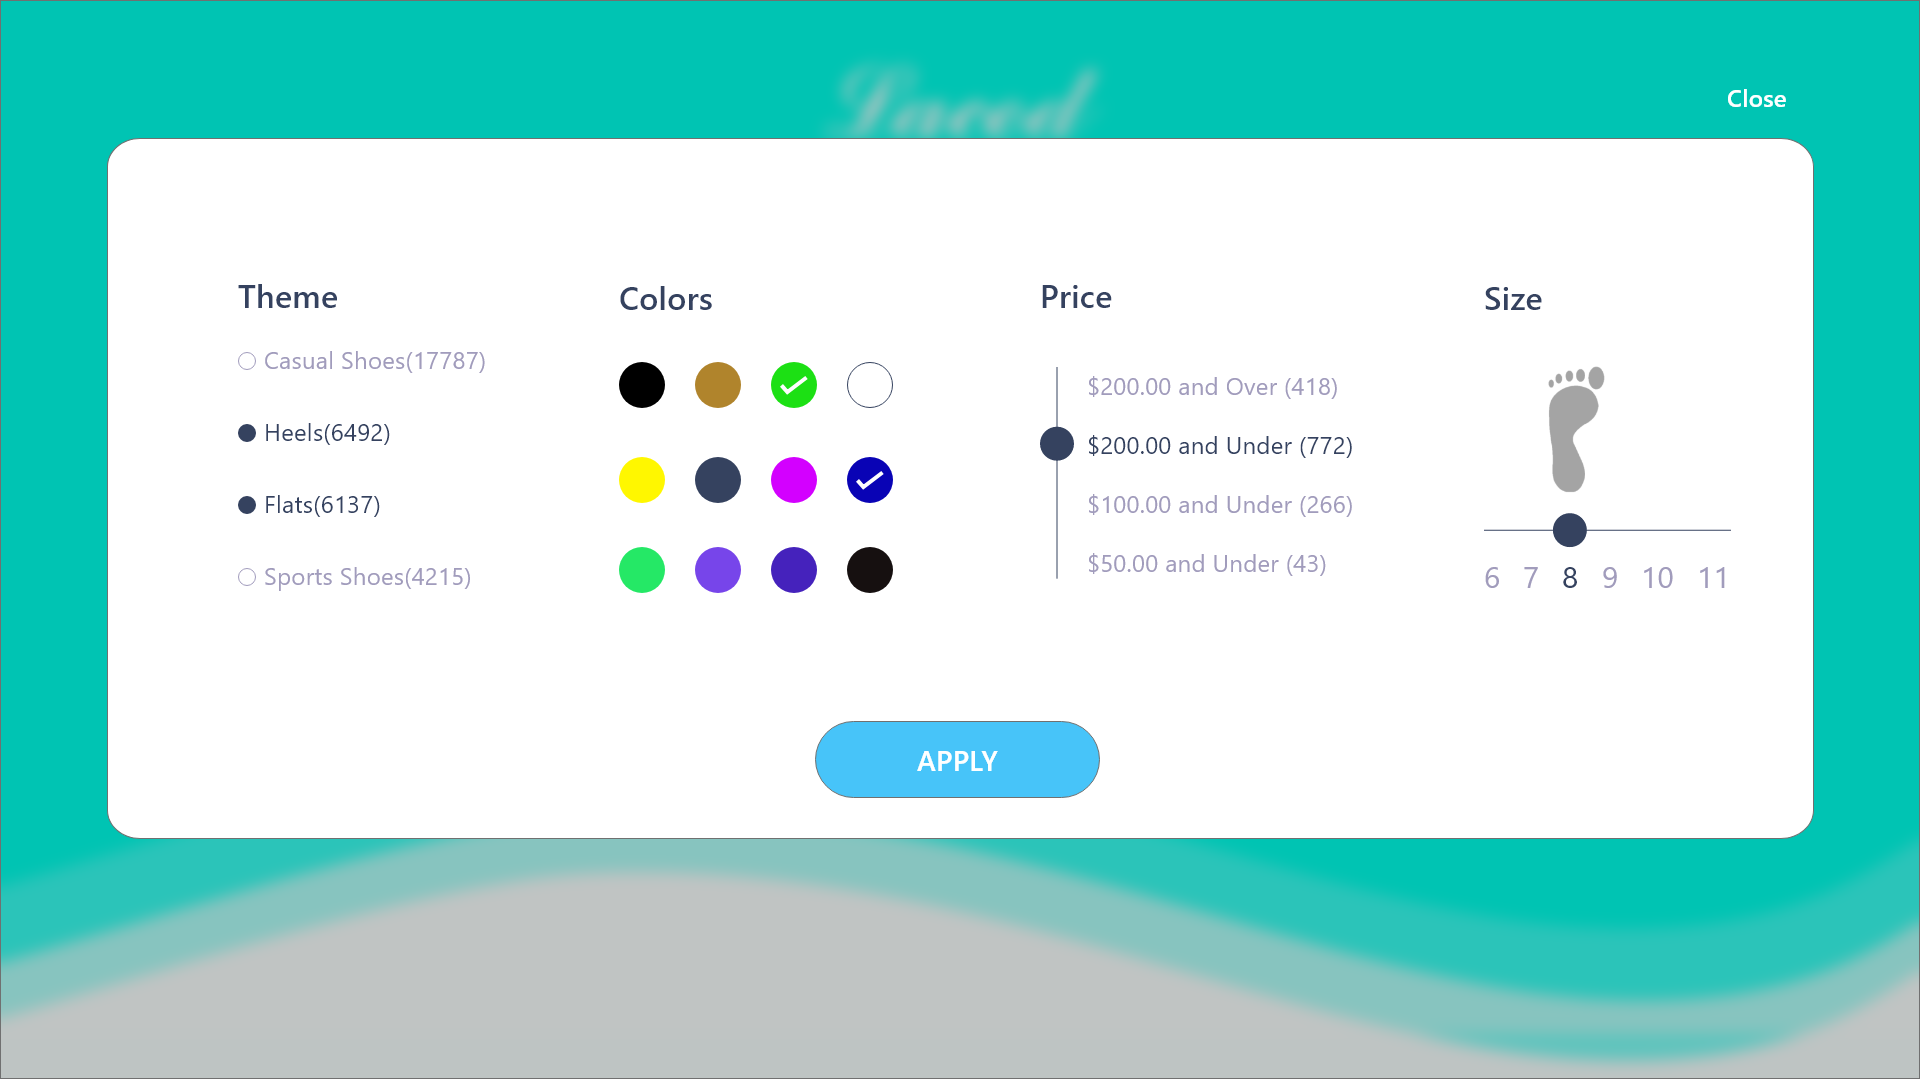 Laced
Close
Theme
Casual Shoes(17787)
Heels(6492)
Flats(6137)
Sports Shoes(4215)
Colors
Price
$200.00 and Over (418)
$200.00 and Under (772)
$100.00 and Under (266)
$50.00 and Under (43)
Size
6 7 8 9 10 11
APPLY